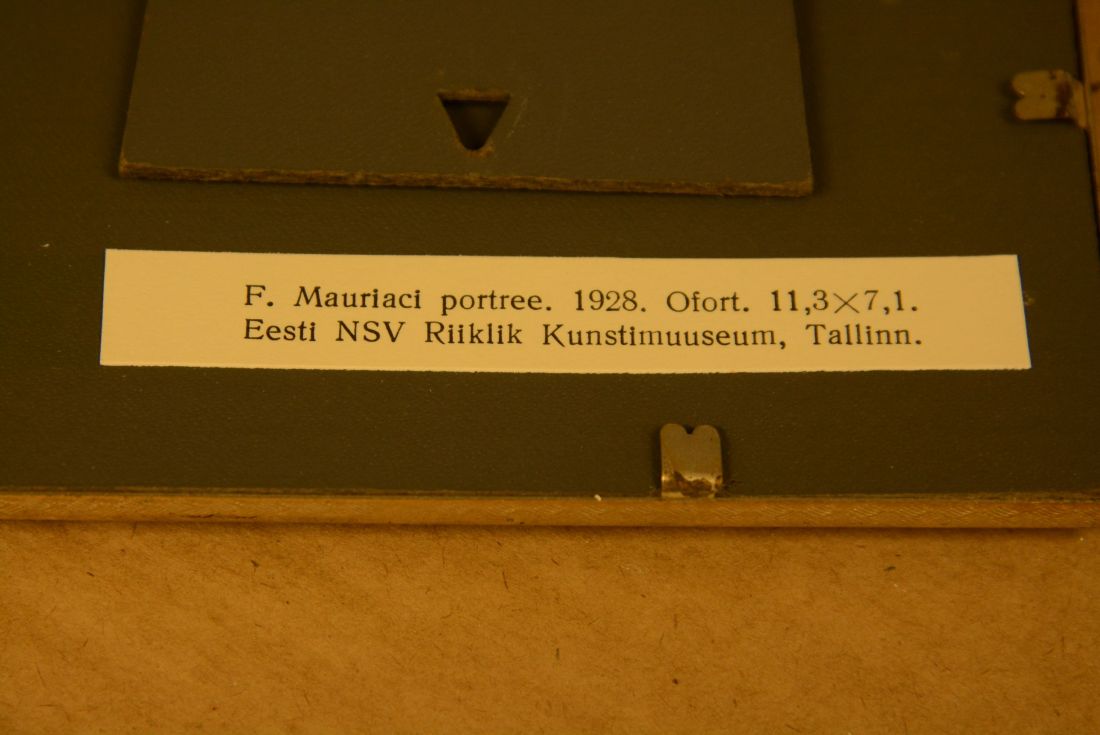 F. Mauriaci portree. 1928. Ofort. 11,3×7,1.
Eesti NSV Riiklik Kunstimuuseum, Tallinn.